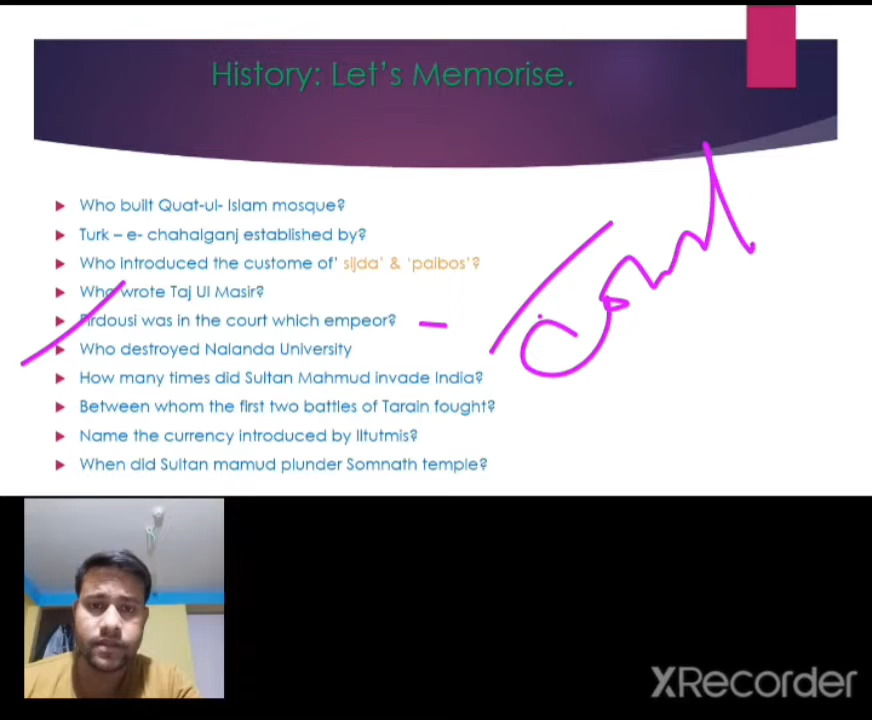 History: Let's Memorise.
Who built Quat-ul- Islam mosque?
Turk – e- chahalganj established by?
Who introduced the custome of' sijda' & 'paibos'?
Who wrote Taj Ul Masir?
Firdousi was in the court which empeor?
Who destroyed Nalanda University
How many times did Sultan Mahmud invade India?
Between whom the first two battles of Tarain fought?
Name the currency introduced by Iltutmis?
When did Sultan mamud plunder Somnath temple?
XRecorder